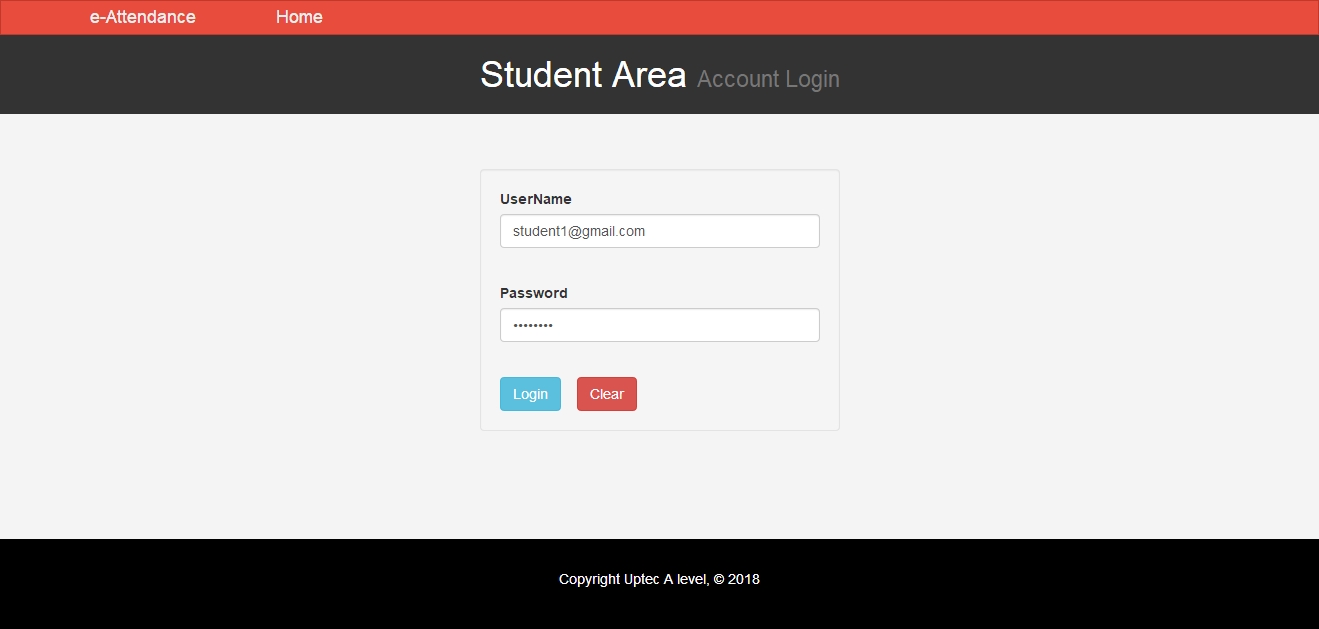 e-Attendance Home
Student Area Account Login
UserName
student1@gmail.com
Password
••••••••
Login Clear
Copyright Uptec A level, © 2018